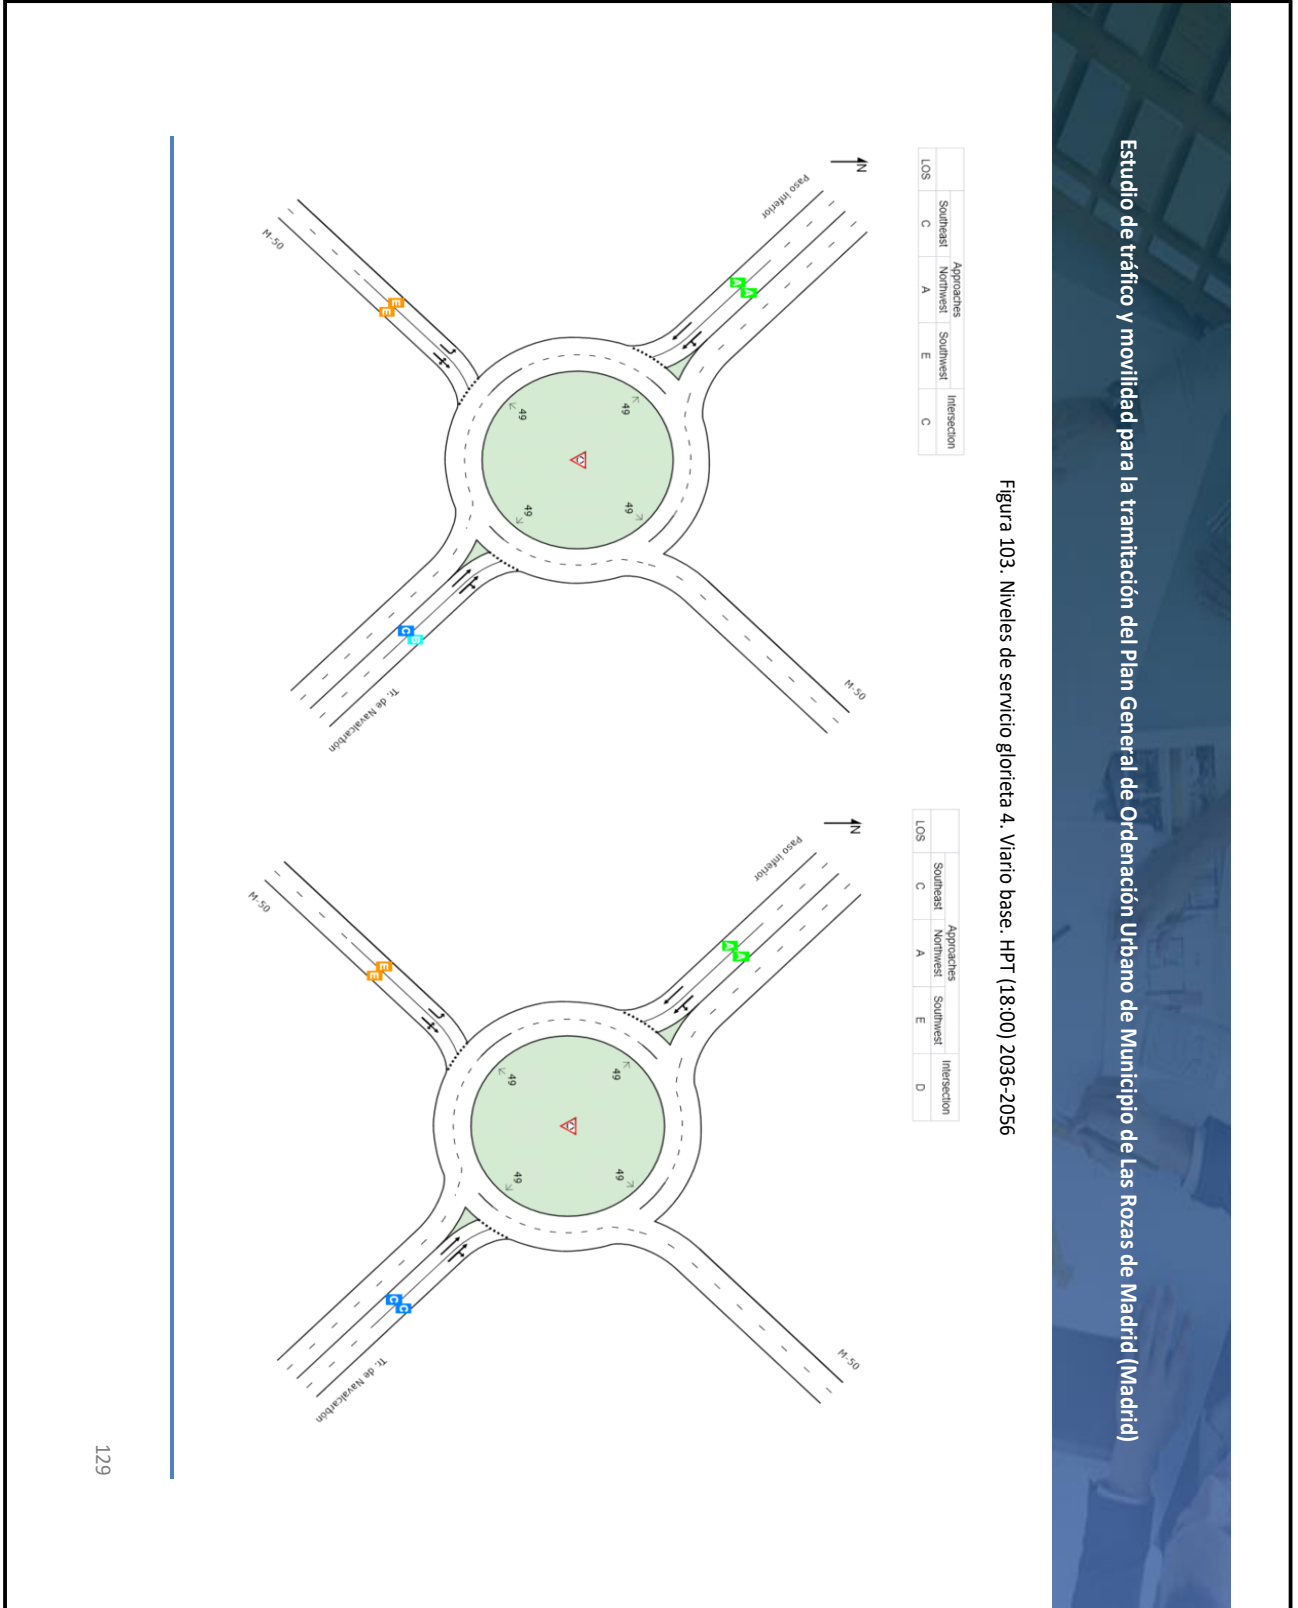 Estudio de tráfico y movilidad para la tramitación del Plan General de Ordenación Urbano de Municipio de Las Rozas de Madrid (Madrid)
Figura 103. Niveles de servicio glorieta 4. Viario base. HPT (18:00) 2036-2056
Approaches Intersection
Southeast Northwest Southwest
LOS C A E C
N
Paso inferior
M-50
A
A
49
49
49
49
E
E
C
B
M-50
Tr. de Navalcarbón
Approaches Intersection
Southeast Northwest Southwest
LOS C A E D
N
Paso inferior
M-50
A
A
49
49
49
49
E
E
C
C
M-50
Tr. de Navalcarbón
129